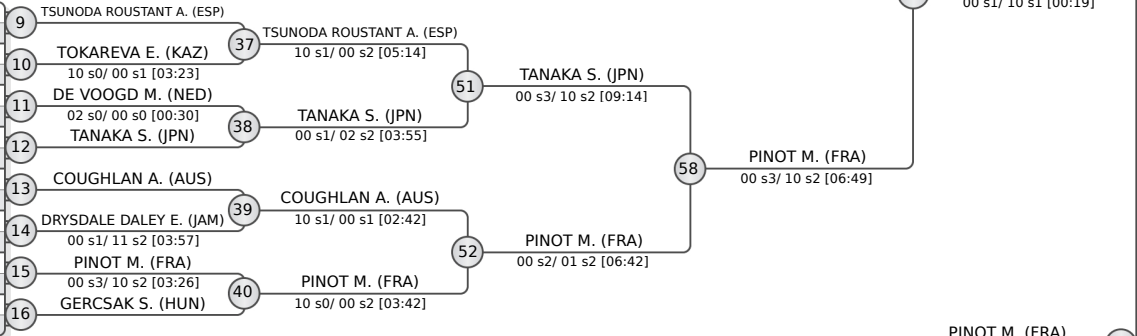 00 s1/ 10 s1 [00:19]
9
TSUNODA ROUSTANT A. (ESP)
37
TSUNODA ROUSTANT A. (ESP)
10 s1/ 00 s2 [05:14]
10
TOKAREVA E. (KAZ)
10 s0/ 00 s1 [03:23]
51
TANAKA S. (JPN)
00 s3/ 10 s2 [09:14]
11
DE VOOGD M. (NED)
02 s0/ 00 s0 [00:30]
38
TANAKA S. (JPN)
00 s1/ 02 s2 [03:55]
12
TANAKA S. (JPN)
58
PINOT M. (FRA)
00 s3/ 10 s2 [06:49]
13
COUGHLAN A. (AUS)
39
COUGHLAN A. (AUS)
10 s1/ 00 s1 [02:42]
14
DRYSDALE DALEY E. (JAM)
00 s1/ 11 s2 [03:57]
52
PINOT M. (FRA)
00 s2/ 01 s2 [06:42]
15
PINOT M. (FRA)
00 s3/ 10 s2 [03:26]
40
PINOT M. (FRA)
10 s0/ 00 s2 [03:42]
16
GERCSAK S. (HUN)
PINOT M. (FRA)